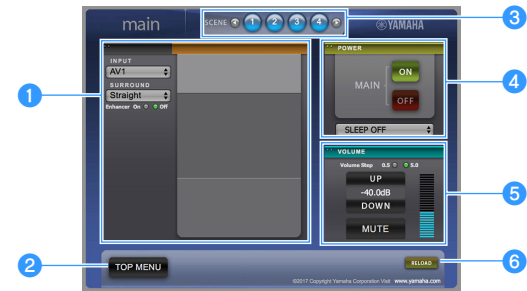 main
SCENE 1 2 3 4
YAMAHA
3
INPUT
AV1
SURROUND
Straight
Enhancer On Off
1
POWER
MAIN
ON
OFF
SLEEP OFF
4
VOLUME
Volume Step 0.5 5.0
UP
-40.0dB
DOWN
MUTE
5
2
TOP MENU
RELOAD
6
©2017 Copyright Yamaha Corporation Visit www.yamaha.com